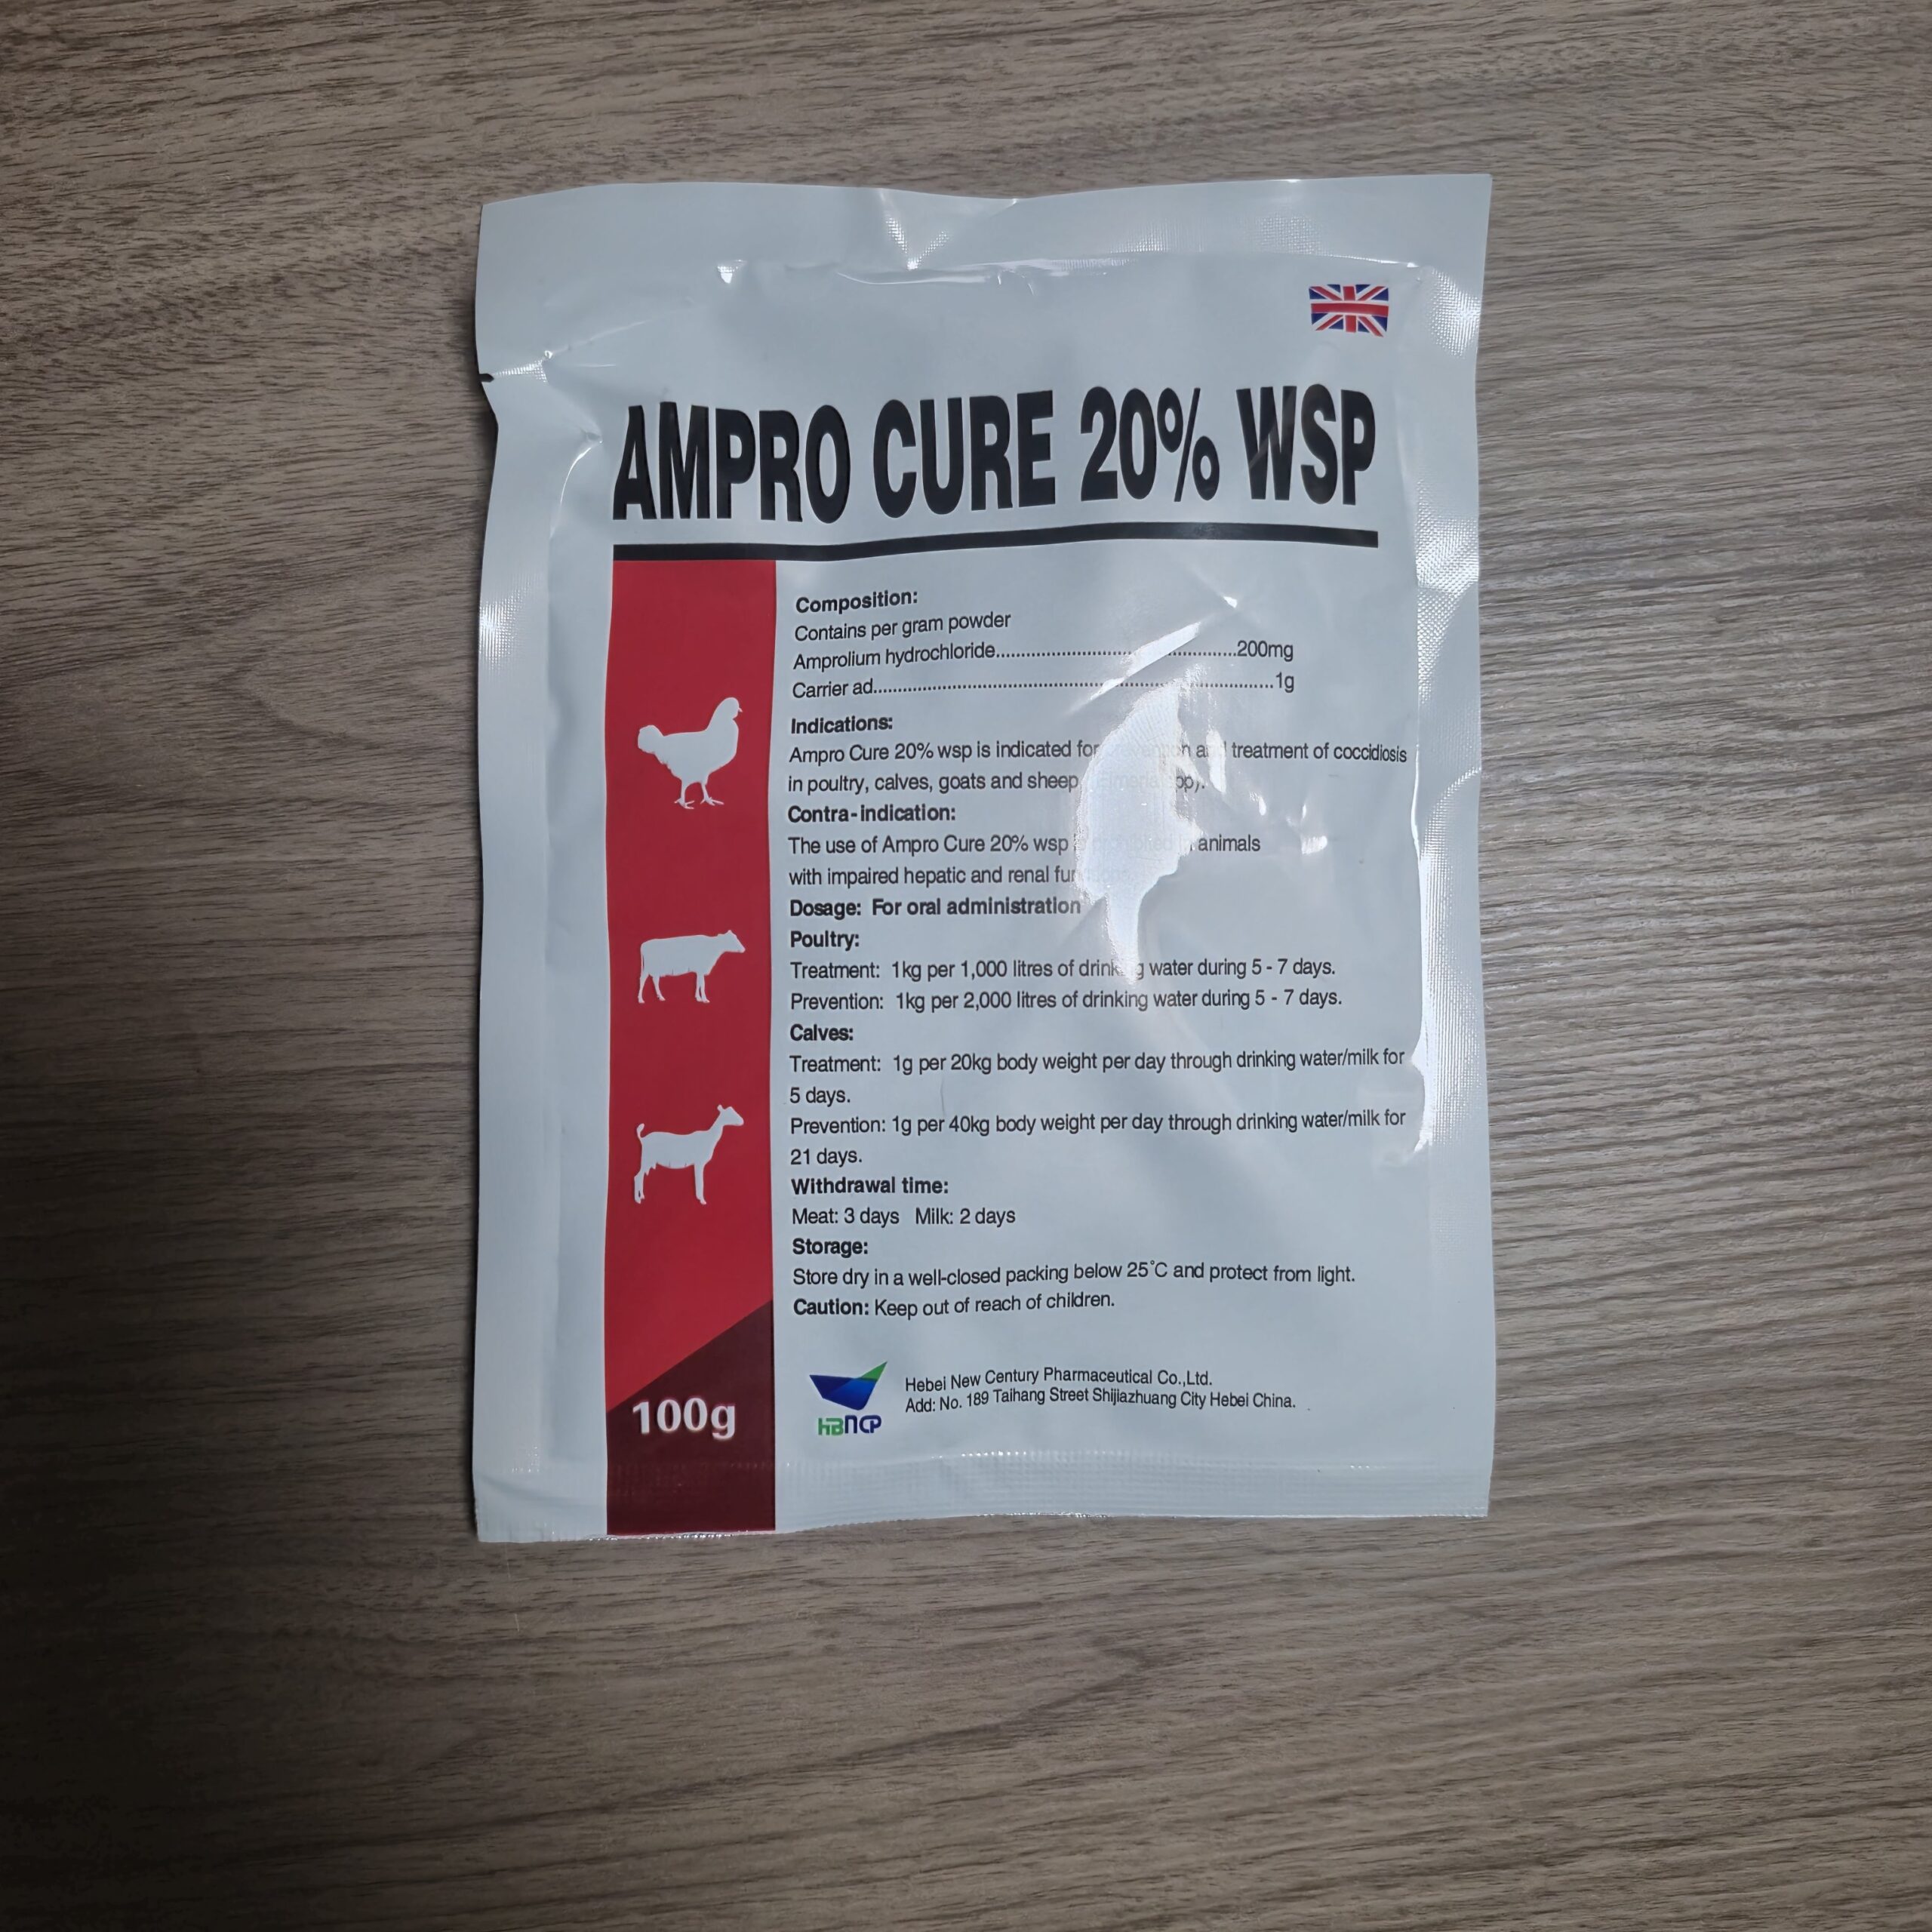 AMPRO CURE 20% WSP
Composition:
Contains per gram powder
Amprolium hydrochloride..............................................200mg
Carrier ad................................................................................1g
Indications:
Ampro Cure 20% wsp is indicated for treatment of coccidiosis
in poultry, calves, goats and sheep
Contra-indication:
The use of Ampro Cure 20% wsp animals
with impaired hepatic and renal
Dosage: For oral administration
Poultry:
Treatment: 1kg per 1,000 litres of drinking water during 5 - 7 days.
Prevention: 1kg per 2,000 litres of drinking water during 5 - 7 days.
Calves:
Treatment: 1g per 20kg body weight per day through drinking water/milk for
5 days.
Prevention: 1g per 40kg body weight per day through drinking water/milk for
21 days.
Withdrawal time:
Meat: 3 days Milk: 2 days
Storage:
Store dry in a well-closed packing below 25°C and protect from light.
Caution: Keep out of reach of children.
100g
HBNCP
Hebei New Century Pharmaceutical Co.,Ltd.
Add: No. 189 Taihang Street Shijiazhuang City Hebei China.